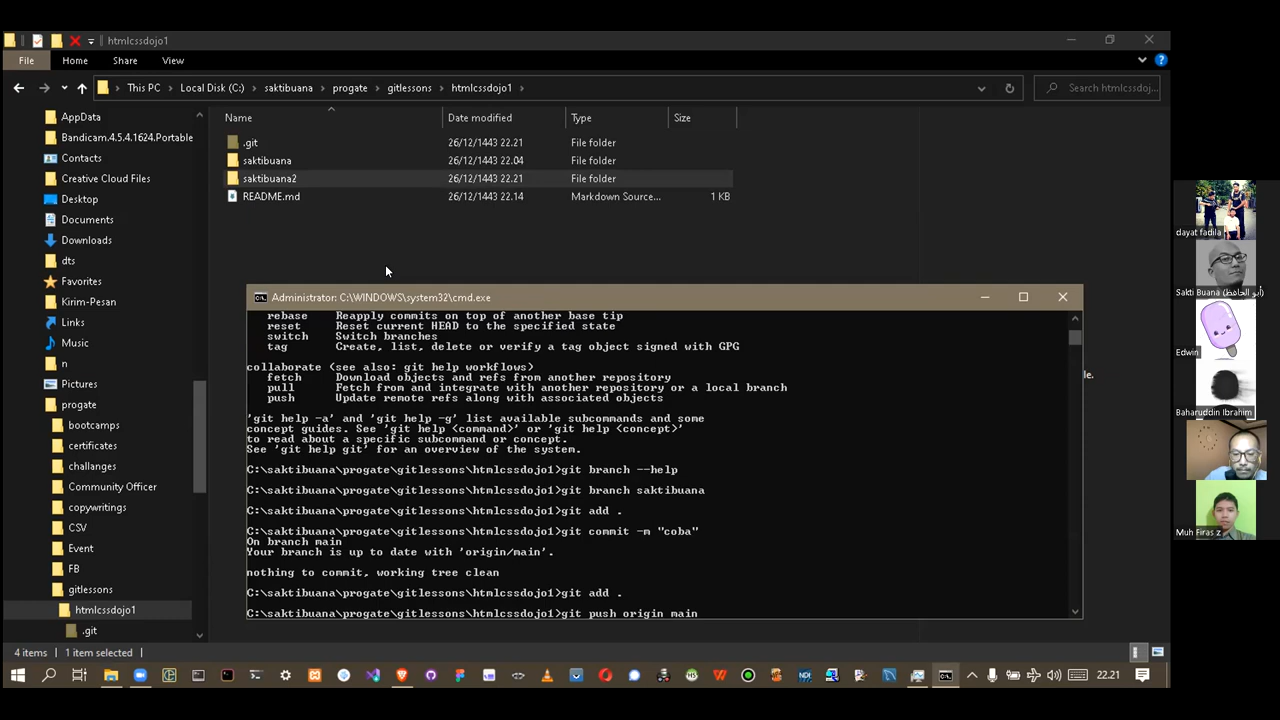 htmlcssdojo1
File
Home
Share
View
This PC
Local Disk (C:)
saktibuana
progate
gitlessons
htmlcssdojo1
Search htmlcssdoj...
Name
Date modified
Type
Size
.git
26/12/1443 22.21
File folder
saktibuana
26/12/1443 22.04
File folder
saktibuana2
26/12/1443 22.21
File folder
README.md
26/12/1443 22.14
Markdown Source...
1 KB
AppData
Bandicam.4.5.4.1624.Portable
Contacts
Creative Cloud Files
Desktop
Documents
Downloads
dts
Favorites
Kirim-Pesan
Links
Music
n
Pictures
progate
bootcamps
certificates
challanges
Community Officer
copywritings
CSV
Event
FB
gitlessons
htmlcssdojo1
.git
Administrator: C:\WINDOWS\system32\cmd.exe
rebase Reapply commits on top of another base tip
reset Reset current HEAD to the specified state
switch Switch branches
tag Create, list, delete or verify a tag object signed with GPG
collaborate (see also: git help workflows)
fetch Download objects and refs from another repository
pull Fetch from and integrate with another repository or a local branch
push Update remote refs along with associated objects
'git help -a' and 'git help -g' list available subcommands and some
concept guides. See 'git help <command>' or 'git help <concept>'
to read about a specific subcommand or concept.
See 'git help git' for an overview of the system.
C:\saktibuana\progate\gitlessons\htmlcssdojo1>git branch --help
C:\saktibuana\progate\gitlessons\htmlcssdojo1>git branch saktibuana
C:\saktibuana\progate\gitlessons\htmlcssdojo1>git add .
C:\saktibuana\progate\gitlessons\htmlcssdojo1>git commit -m "coba"
On branch main
Your branch is up to date with 'origin/main'.
nothing to commit, working tree clean
C:\saktibuana\progate\gitlessons\htmlcssdojo1>git add .
C:\saktibuana\progate\gitlessons\htmlcssdojo1>git push origin main
le.
4 items
1 item selected
22.21
dayat fadila
Sakti Buana (أبو الحافظ)
Edwin
Baharuddin Ibrahim
Muh Firas z